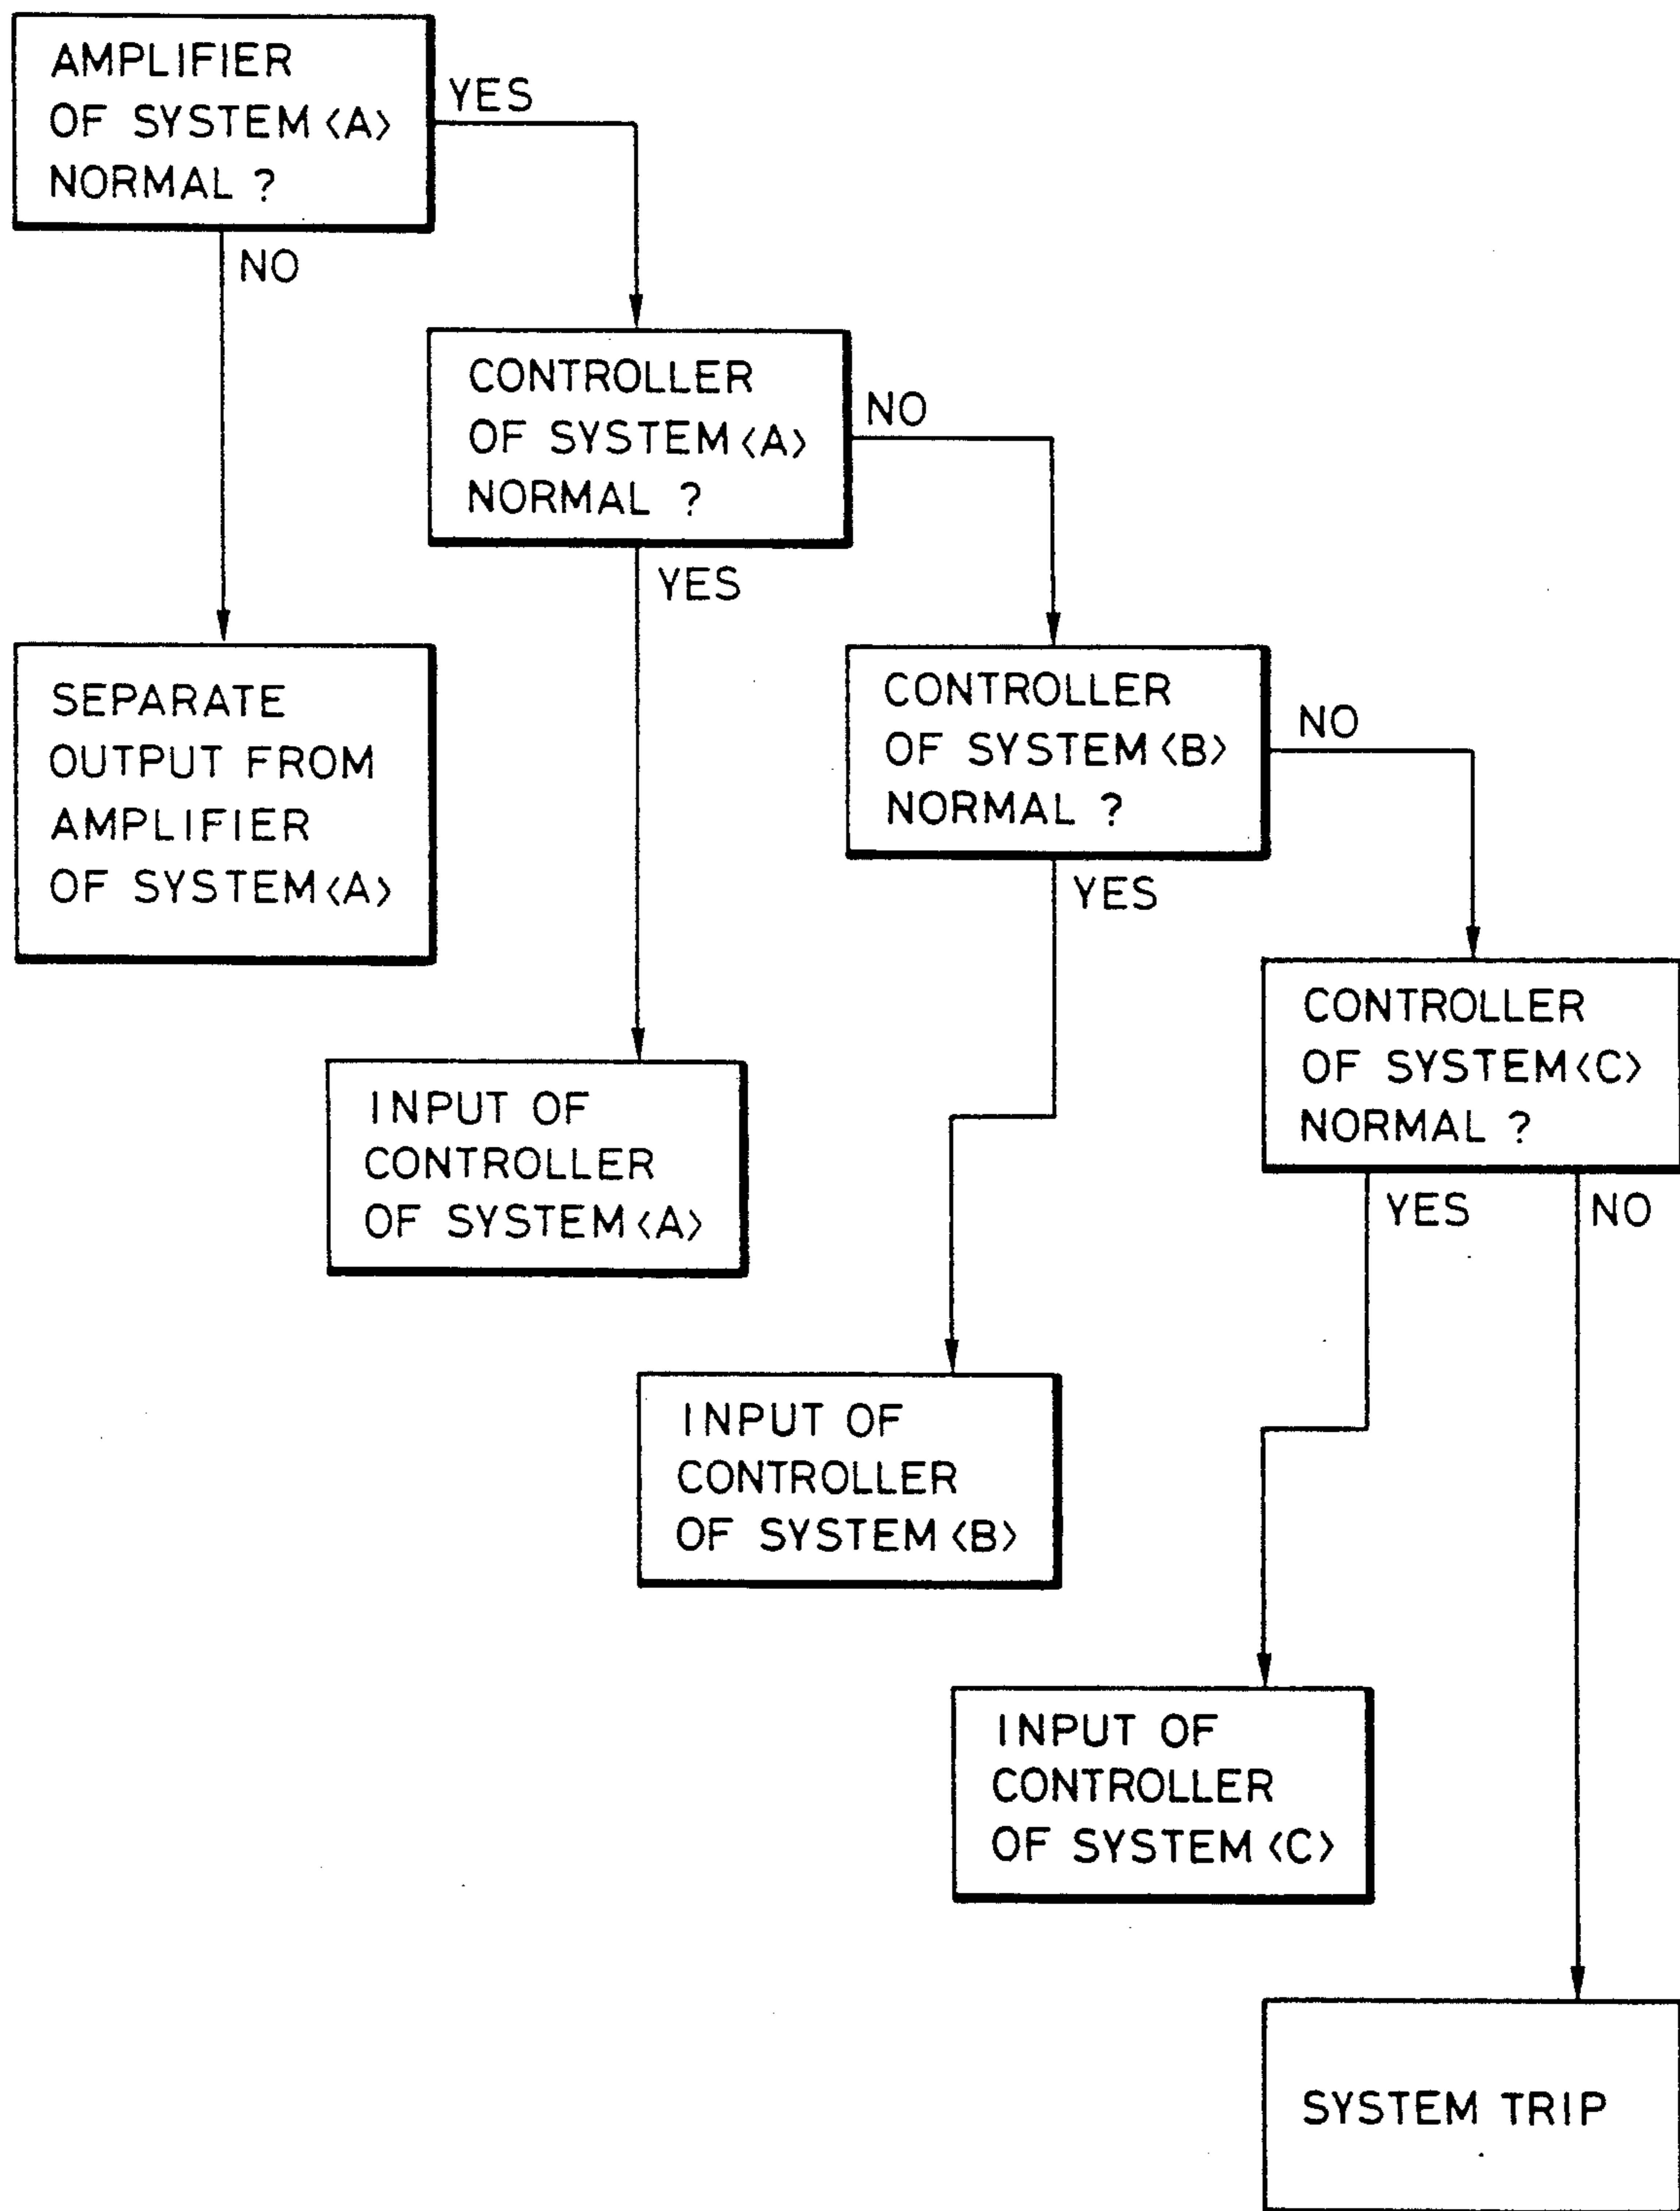 AMPLIFIER
OF SYSTEM〈A〉
NORMAL ?
YES
NO
CONTROLLER
OF SYSTEM〈A〉
NORMAL ?
NO
YES
SEPARATE
OUTPUT FROM
AMPLIFIER
OF SYSTEM〈A〉
CONTROLLER
OF SYSTEM〈B〉
NORMAL ?
NO
YES
CONTROLLER
OF SYSTEM〈C〉
NORMAL ?
YES
NO
INPUT OF
CONTROLLER
OF SYSTEM〈A〉
INPUT OF
CONTROLLER
OF SYSTEM〈B〉
INPUT OF
CONTROLLER
OF SYSTEM〈C〉
SYSTEM TRIP